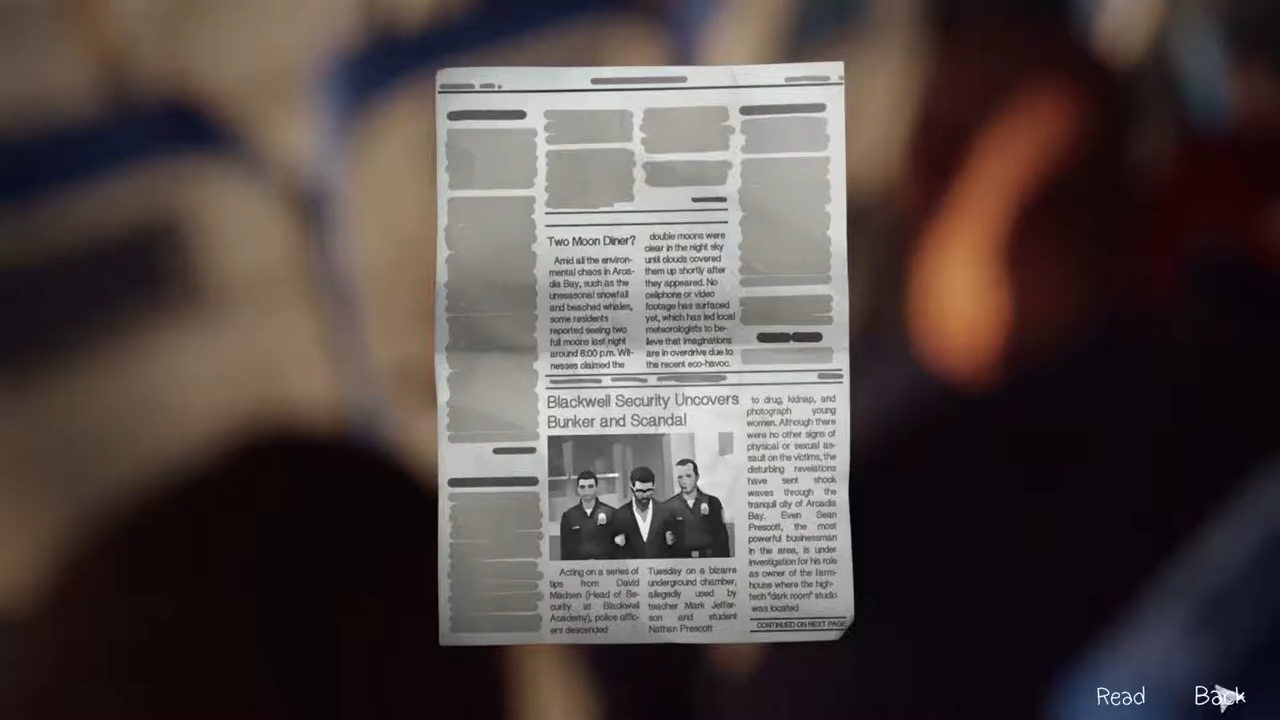 Two Moon Diner?
Amid all the environ-
mental chaos in Arca-
dia Bay, such as the
unseasonal snowfall
and beached whales,
some residents
reported seeing two
full moons last night
around 8:00 p.m. Wit-
nesses claimed the
double moons were
clear in the night sky
until clouds covered
them up shortly after
they appeared. No
cellphone or video
footage has surfaced
yet, which has led local
meteorologists to be-
lieve that imaginations
are in overdrive due to
the recent eco-havoc.
Blackwell Security Uncovers
Bunker and Scandal
Acting on a series of
tips from David
Madsen (Head of Se-
curity at Blackwell
Academy), police offic-
ers descended
Tuesday on a bizarre
underground chamber,
allegedly used by
teacher Mark Jeffer-
son and student
Nathan Prescott
to drug, kidnap, and
photograph young
women. Although there
were no other signs of
physical or sexual as-
sault on the victims, the
disturbing revelations
have sent shock
waves through the
tranquil city of Arcadia
Bay. Even Sean
Prescott, the most
powerful businessman
in the area, is under
investigation for his role
as owner of the farm-
house where the high-
tech "dark room" studio
was located
CONTINUED ON NEXT PAGE
Read
Back